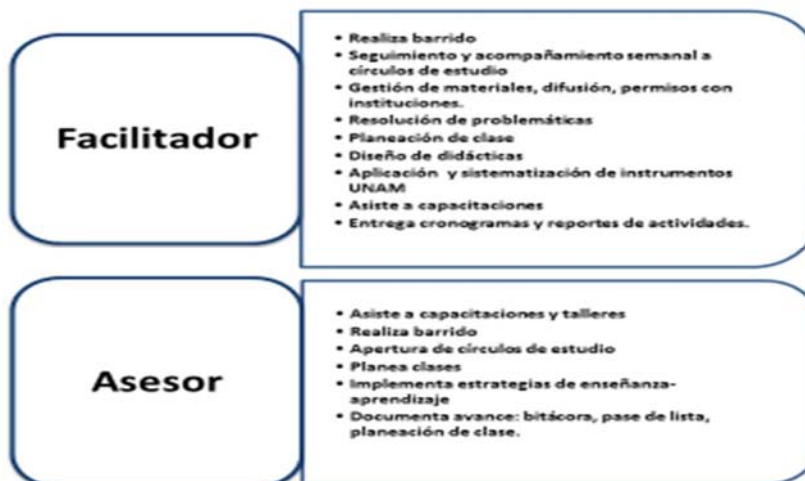 Facilitador
• Realiza barrido
• Seguimiento y acompañamiento semanal a
círculos de estudio
• Gestión de materiales, difusión, permisos con
instituciones.
• Resolución de problemáticas
• Planeación de clase
• Diseño de didácticas
• Aplicación y sistematización de instrumentos
UNAM
• Asiste a capacitaciones
• Entrega cronogramas y reportes de actividades.
Asesor
• Asiste a capacitaciones y talleres
• Realiza barrido
• Apertura de círculos de estudio
• Planea clases
• Implementa estrategias de enseñanza-
aprendizaje
• Documenta avance: bitácora, pase de lista,
planeación de clase.